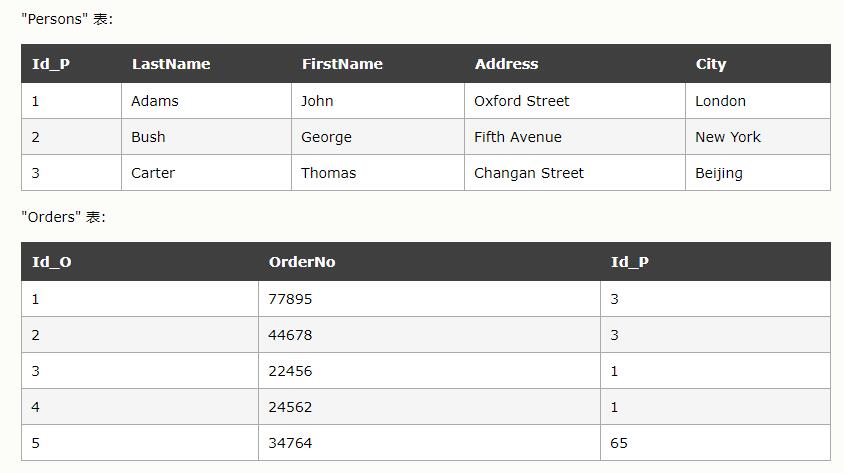 "Persons" 表:
Id_P LastName FirstName Address City
1 Adams John Oxford Street London
2 Bush George Fifth Avenue New York
3 Carter Thomas Changan Street Beijing
"Orders" 表:
Id_O OrderNo Id_P
1 77895 3
2 44678 3
3 22456 1
4 24562 1
5 34764 65